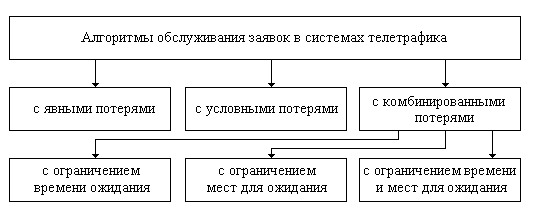 Алгоритмы обслуживания заявок в системах телетрафика
с явными потерями
с условными потерями
с комбинированными
потерями
с ограничением
времени ожидания
с ограничением
мест для ожидания
с ограничением времени
и мест для ожидания